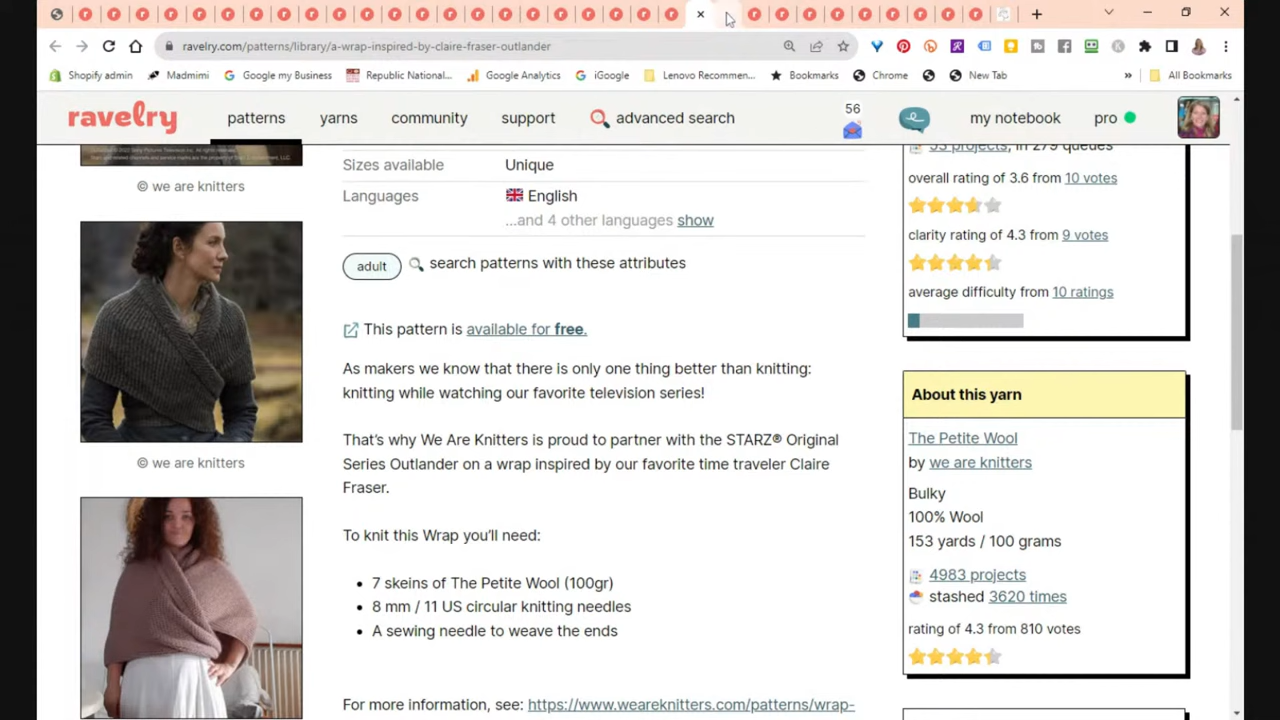 ravelry.com/patterns/library/a-wrap-inspired-by-claire-fraser-outlander
Shopify admin
Madmimi
Google my Business
Republic National...
Google Analytics
iGoogle
Lenovo Recommen...
Bookmarks
Chrome
New Tab
»
All Bookmarks
ravelry
patterns
yarns
community
support
advanced search
56
my notebook
pro
© we are knitters
© we are knitters
Sizes available Unique
Languages English
...and 4 other languages show
adult
search patterns with these attributes
This pattern is available for free.
As makers we know that there is only one thing better than knitting:
knitting while watching our favorite television series!
That's why We Are Knitters is proud to partner with the STARZ® Original
Series Outlander on a wrap inspired by our favorite time traveler Claire
Fraser.
To knit this Wrap you'll need:
• 7 skeins of The Petite Wool (100gr)
• 8 mm / 11 US circular knitting needles
• A sewing needle to weave the ends
For more information, see: https://www.weareknitters.com/patterns/wrap-
53 projects, in 279 queues
overall rating of 3.6 from 10 votes
clarity rating of 4.3 from 9 votes
average difficulty from 10 ratings
About this yarn
The Petite Wool
by we are knitters
Bulky
100% Wool
153 yards / 100 grams
4983 projects
stashed 3620 times
rating of 4.3 from 810 votes